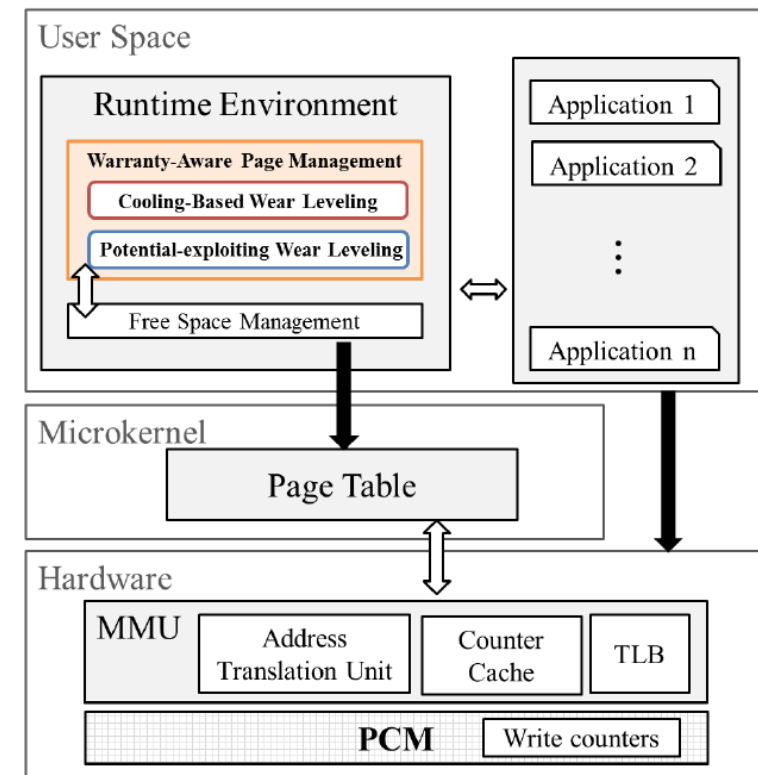 User Space
Runtime Environment
Warranty-Aware Page Management
Cooling-Based Wear Leveling
Potential-exploiting Wear Leveling
Free Space Management
Application 1
Application 2
⋮
Application n
Microkernel
Page Table
Hardware
MMU
Address
Translation Unit
Counter
Cache
TLB
PCM
Write counters